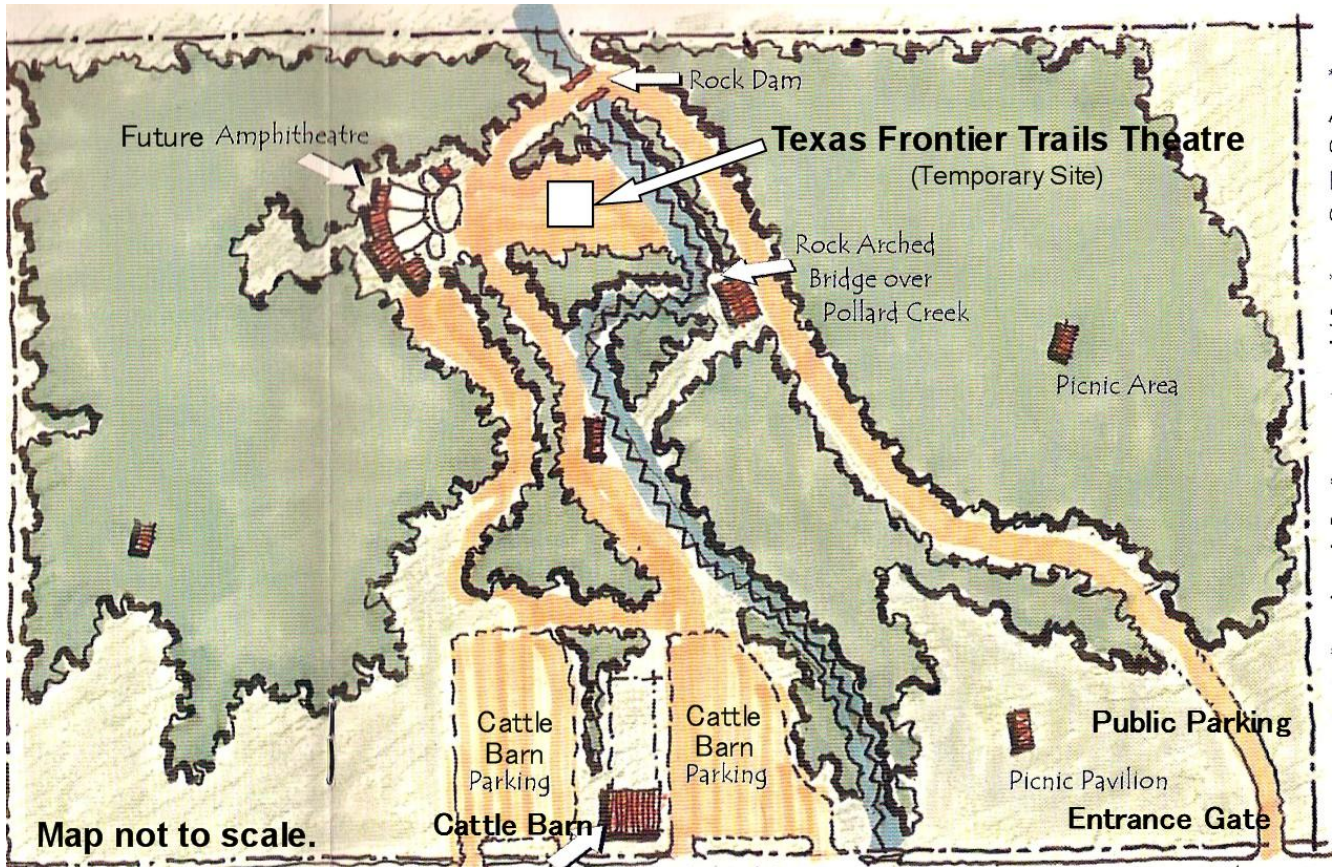 Rock Dam
Future Amphitheatre
Texas Frontier Trails Theatre
(Temporary Site)
Rock Arched
Bridge over
Pollard Creek
Picnic Area
Cattle
Barn
Parking
Cattle
Barn
Parking
Public Parking
Picnic Pavilion
Entrance Gate
Cattle Barn
Map not to scale.